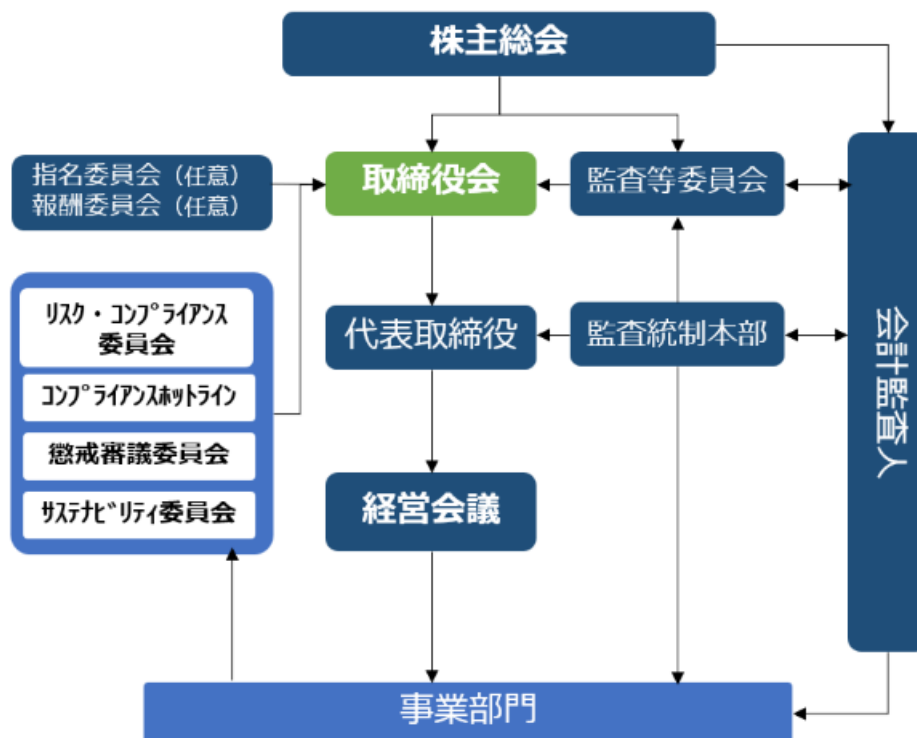 株主総会
指名委員会（任意）
報酬委員会（任意）
取締役会
監査等委員会
リスク・コンプライアンス
委員会
コンプライアンスホットライン
懲戒審議委員会
サステナビリティ委員会
代表取締役
監査統制本部
会計監査人
経営会議
事業部門